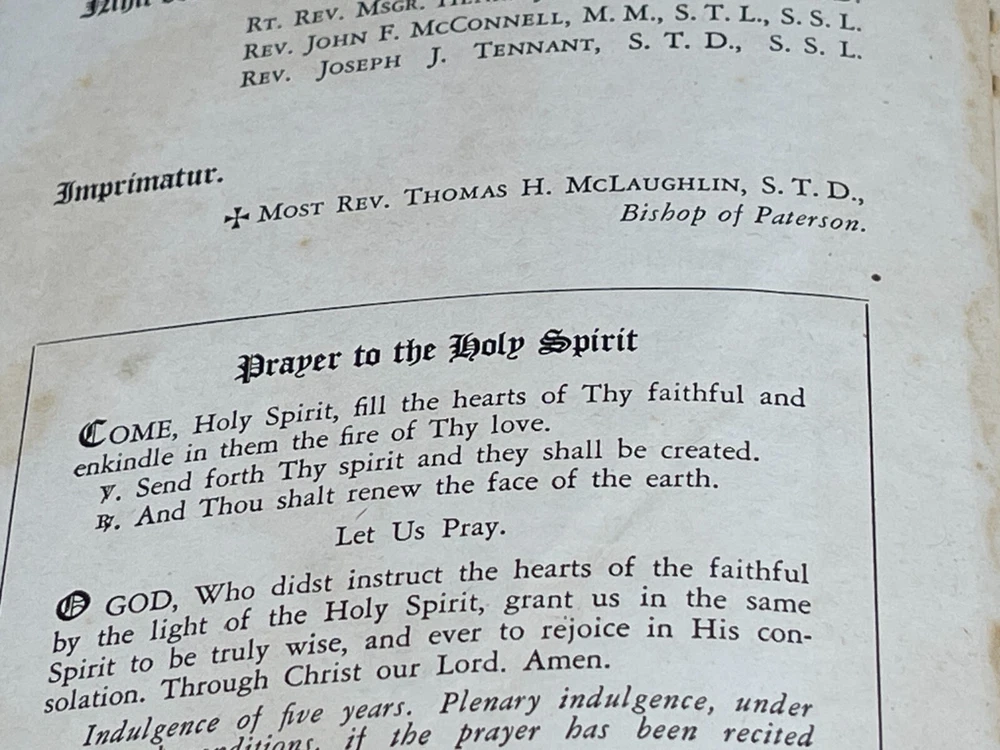 RT. REV. MSGR.
REV. JOHN F. MCCONNELL, M. M., S. T. L., S. S. L.
REV. JOSEPH J. TENNANT, S. T. D., S. S. L.
Imprimatur.
✠ MOST REV. THOMAS H. MCLAUGHLIN, S. T. D.,
Bishop of Paterson.
Prayer to the Holy Spirit
COME, Holy Spirit, fill the hearts of Thy faithful and
enkindle in them the fire of Thy love.
℣. Send forth Thy spirit and they shall be created.
℟. And Thou shalt renew the face of the earth.
Let Us Pray.
O GOD, Who didst instruct the hearts of the faithful
by the light of the Holy Spirit, grant us in the same
Spirit to be truly wise, and ever to rejoice in His con-
solation. Through Christ our Lord. Amen.
Indulgence of five years. Plenary indulgence, under
if the prayer has been recited